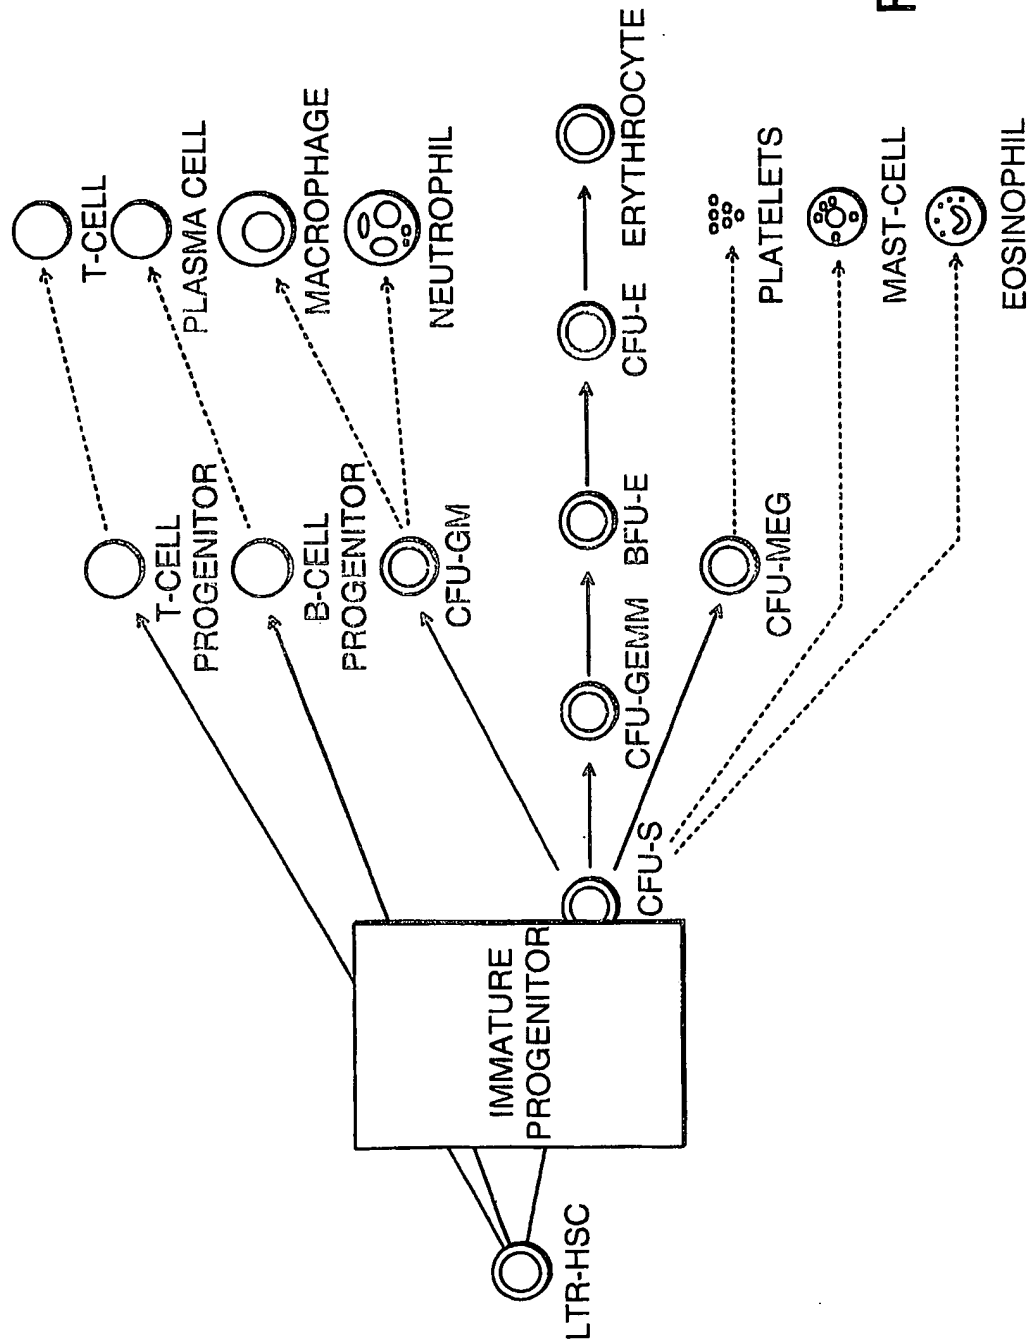 T-CELL
PLASMA CELL
MACROPHAGE
NEUTROPHIL
ERYTHROCYTE
PLATELETS
MAST-CELL
EOSINOPHIL
T-CELL
PROGENITOR
B-CELL
PROGENITOR
CFU-GM
CFU-GEMM
BFU-E
CFU-E
CFU-MEG
CFU-S
IMMATURE
PROGENITOR
LTR-HSC